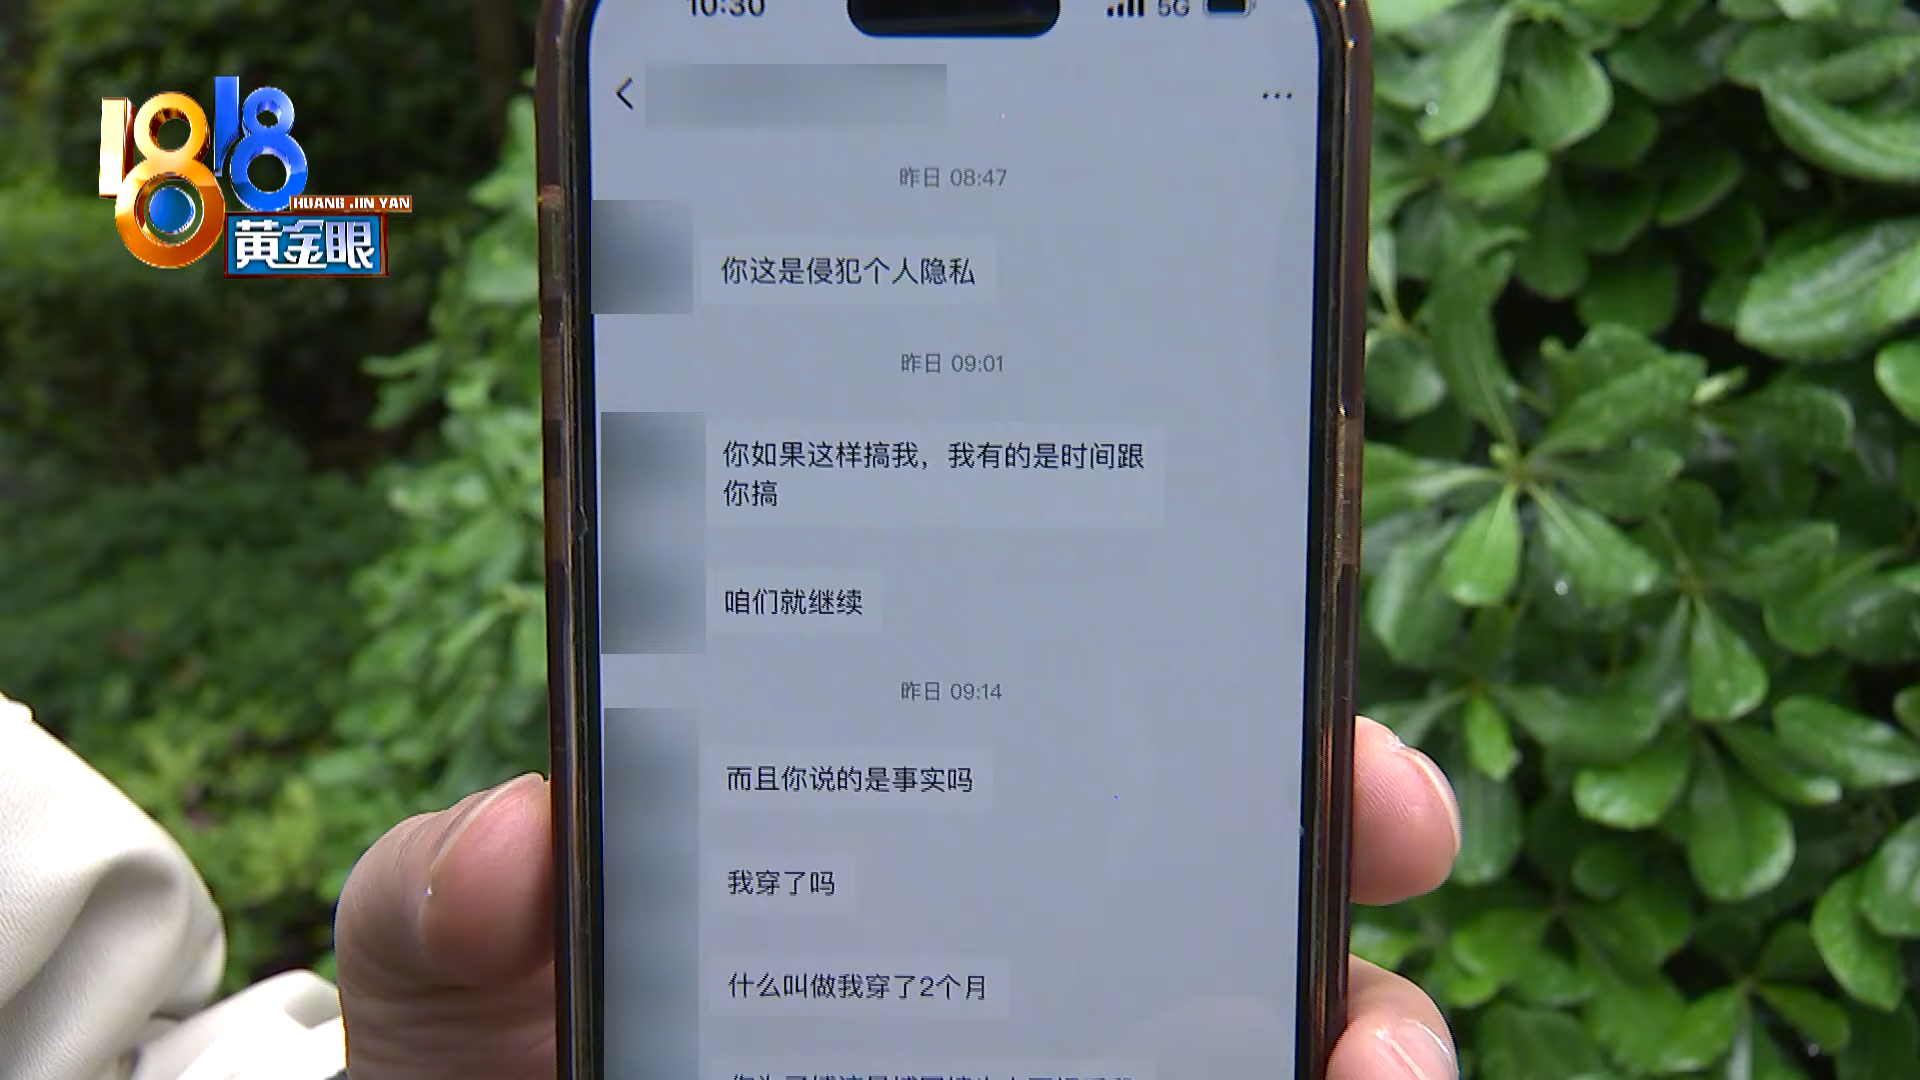 10:30
5G
1818
HUANG JIN YAN
黄金眼
昨日 08:47
你这是侵犯个人隐私
昨日 09:01
你如果这样搞我，我有的是时间跟
你搞
咱们就继续
昨日 09:14
而且你说的是事实吗
我穿了吗
什么叫做我穿了2个月